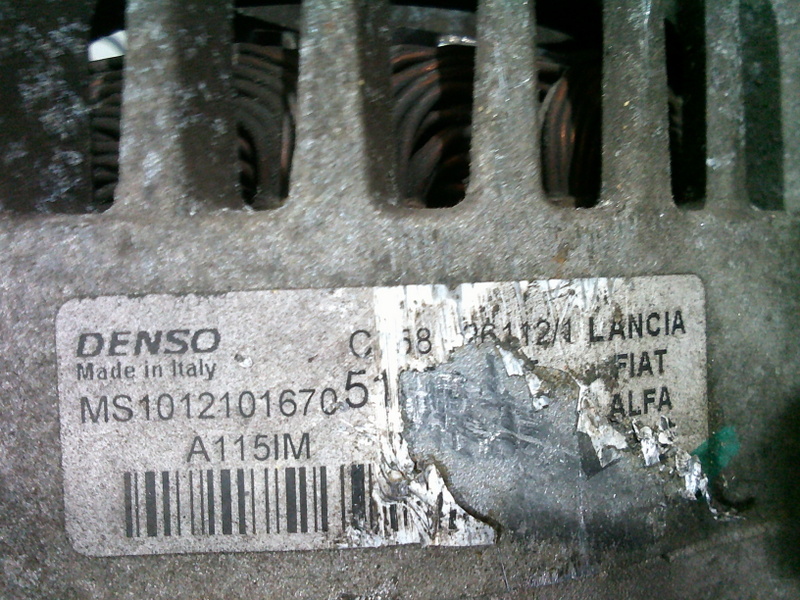 DENSO
Made in Italy
MS1012101670
A115IM
LANCIA
FIAT
ALFA